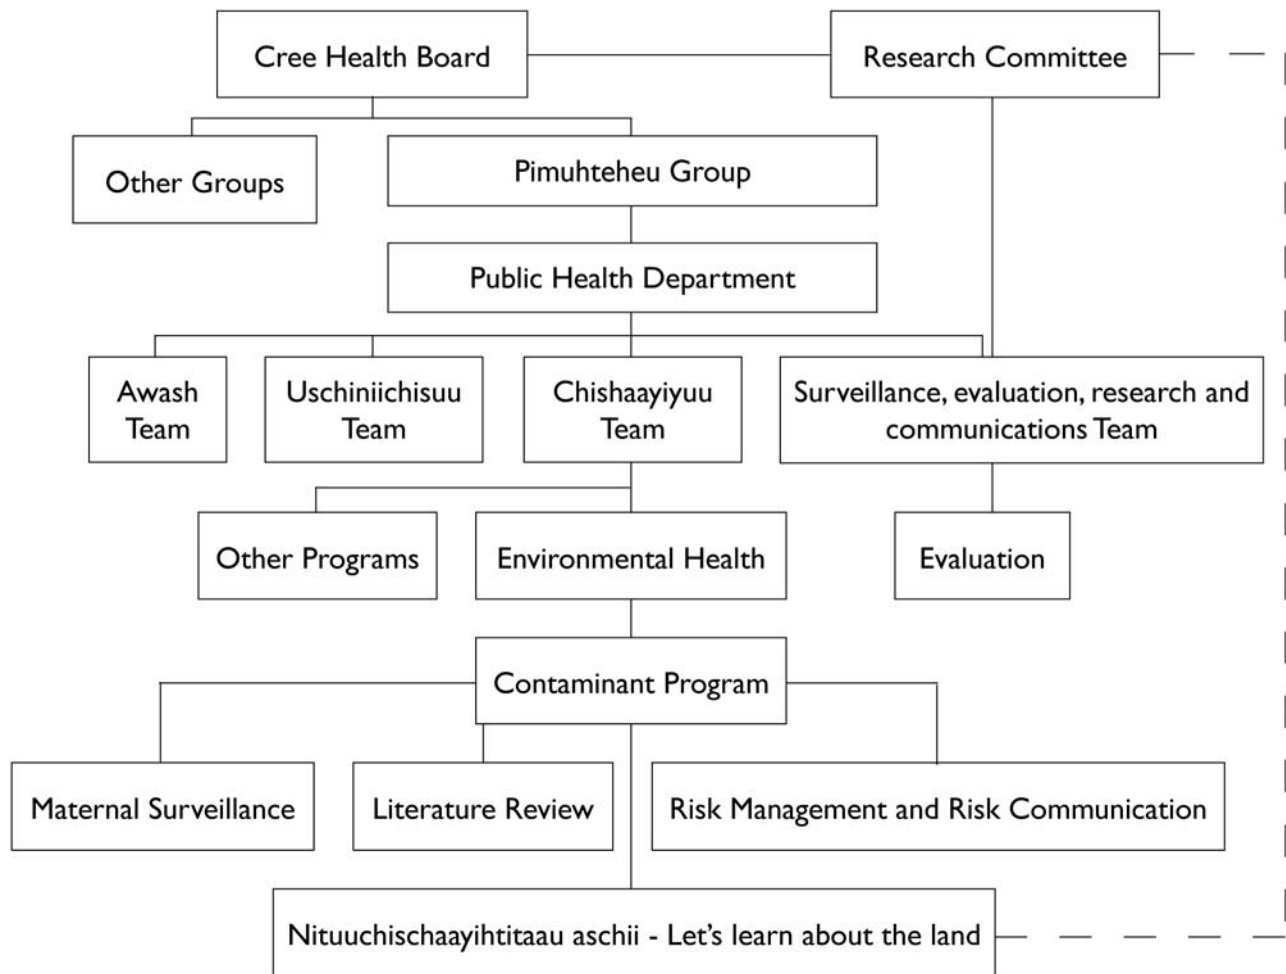 Cree Health Board
Research Committee
Other Groups
Pimuhteheu Group
Public Health Department
Awash
Team
Uschiniichisuu
Team
Chishaayiyuu
Team
Surveillance, evaluation, research and
communications Team
Other Programs
Environmental Health
Evaluation
Contaminant Program
Maternal Surveillance
Literature Review
Risk Management and Risk Communication
Nituuchischaayihtitaau aschii - Let's learn about the land